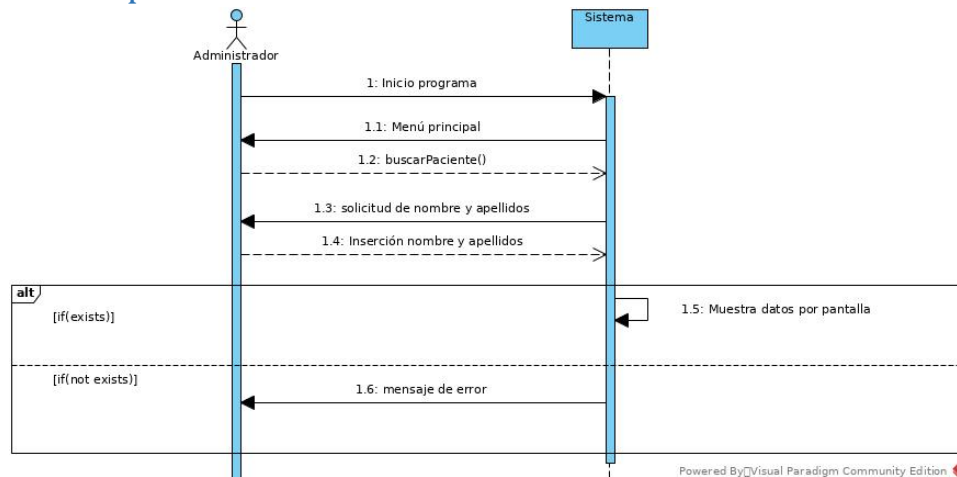 Sistema
Administrador
1: Inicio programa
1.1: Menú principal
1.2: buscarPaciente()
1.3: solicitud de nombre y apellidos
1.4: Inserción nombre y apellidos
alt
[if(exists)]
1.5: Muestra datos por pantalla
[if(not exists)]
1.6: mensaje de error
Powered By Visual Paradigm Community Edition